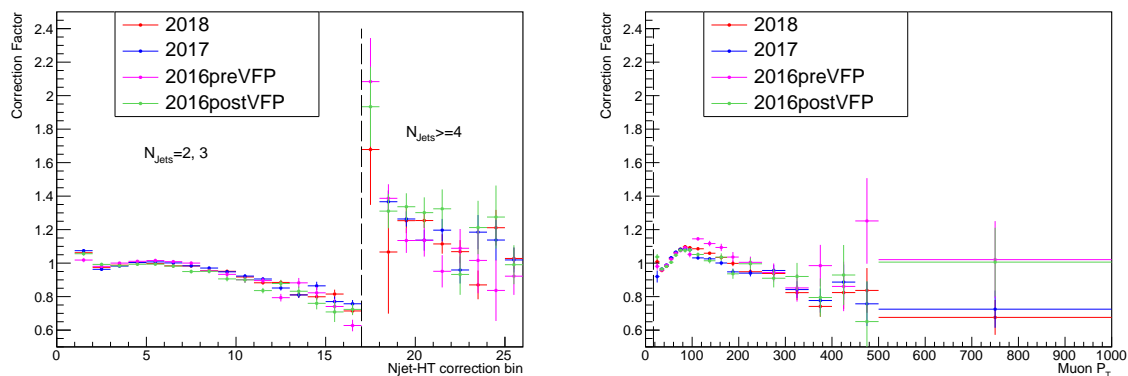 Correction Factor
2.4
2.2
2
1.8
1.6
1.4
1.2
1
0.8
0.6
2018
2017
2016preVFP
2016postVFP
N_Jets=2, 3
N_Jets>=4
0 5 10 15 20 25
Njet-HT correction bin
Correction Factor
2.4
2.2
2
1.8
1.6
1.4
1.2
1
0.8
0.6
2018
2017
2016preVFP
2016postVFP
0 100 200 300 400 500 600 700 800 900 1000
Muon P_T